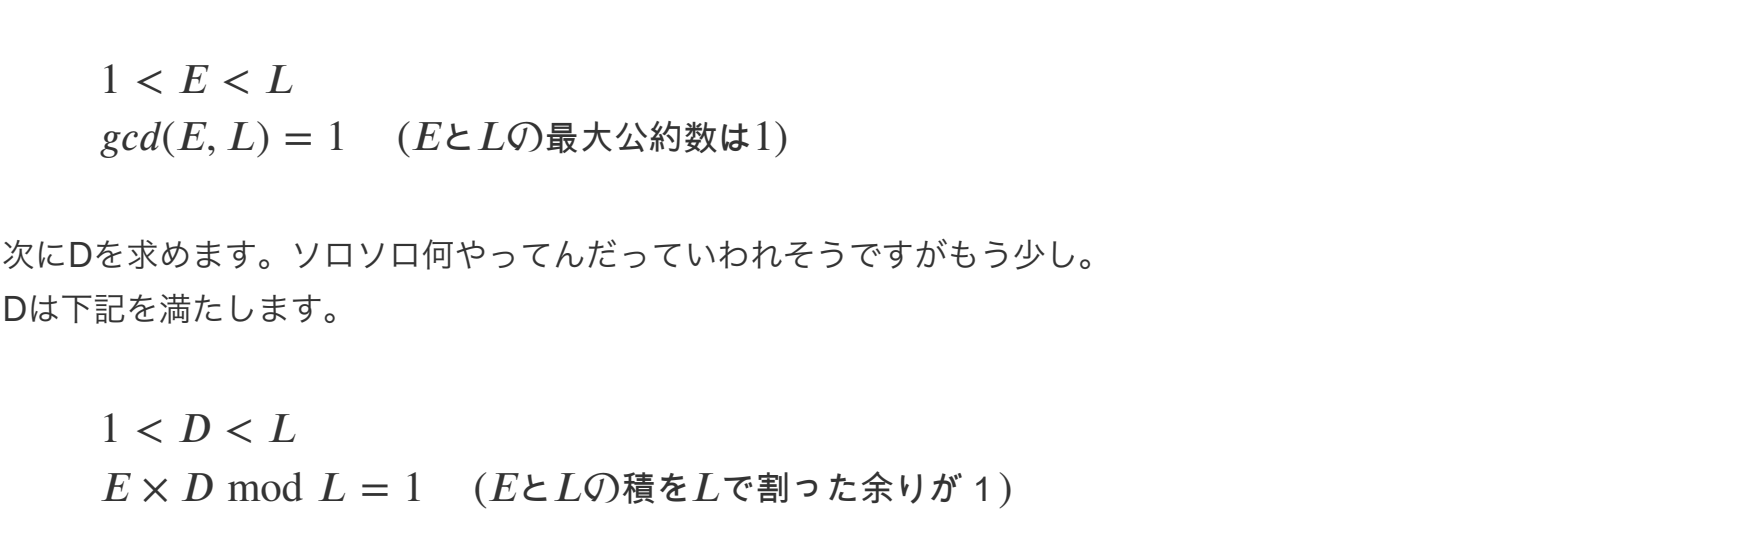 1 < E < L
gcd(E, L) = 1 (EとLの最大公約数は1)
次にDを求めます。ソロソロ何やってんだっていわれそうですがもう少し。
Dは下記を満たします。
1 < D < L
E × D mod L = 1 (EとLの積をLで割った余りが 1 )